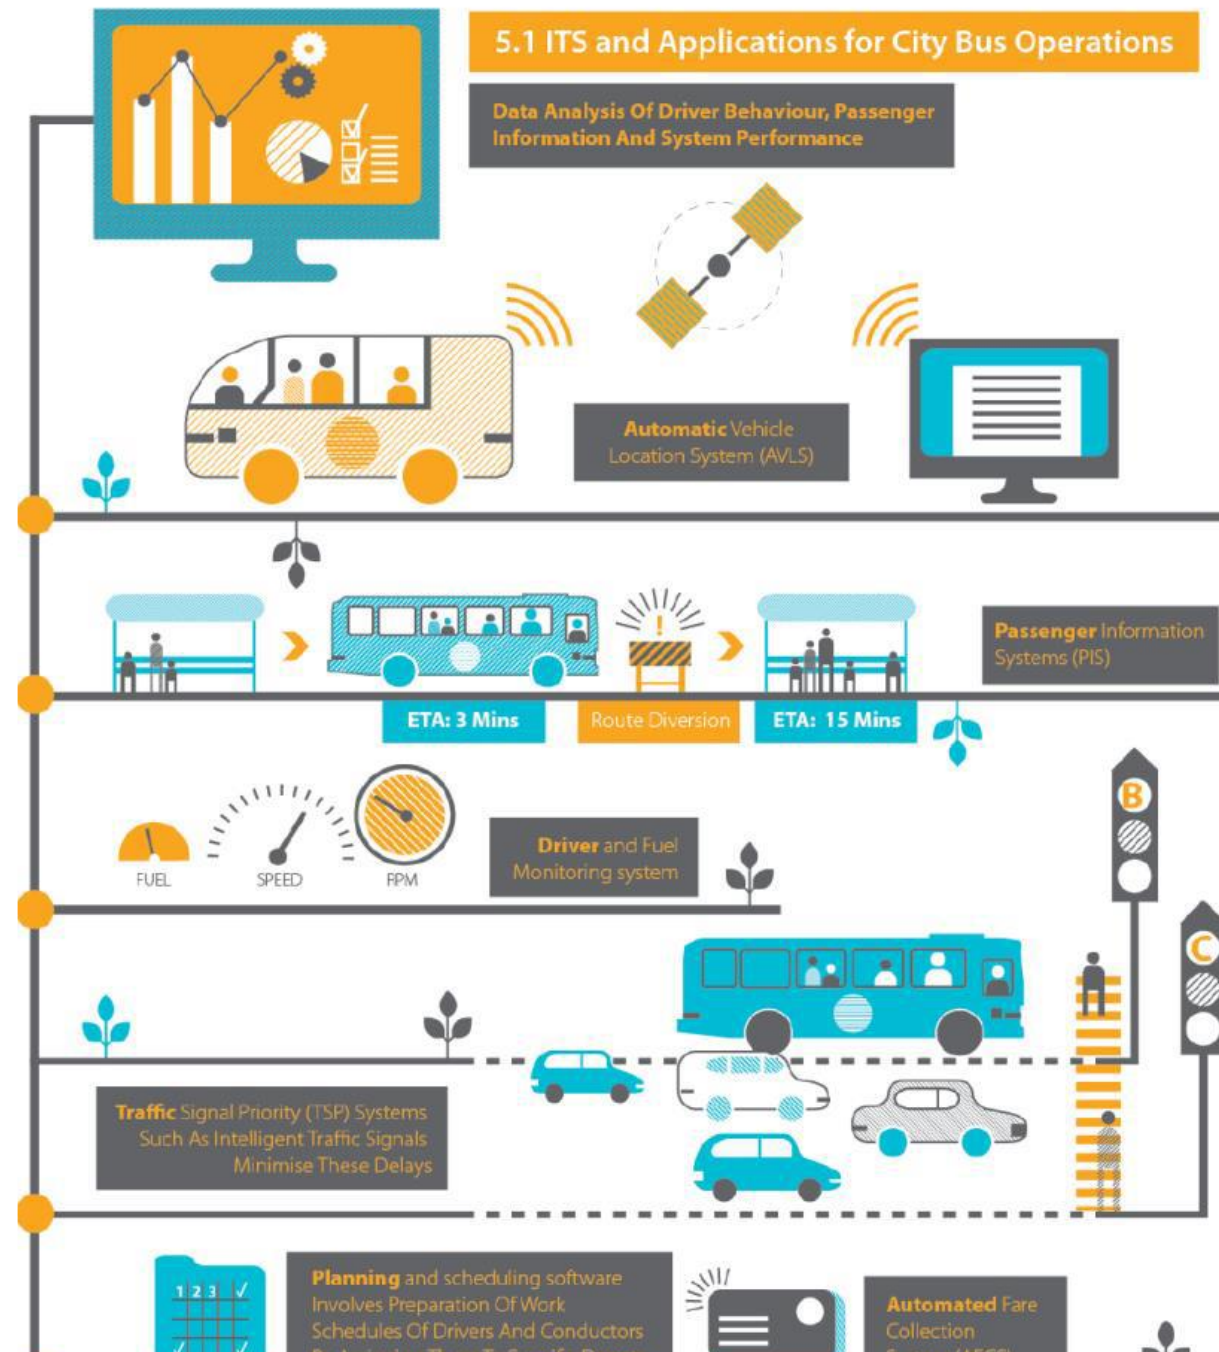 5.1 ITS and Applications for City Bus Operations
Data Analysis Of Driver Behaviour, Passenger
Information And System Performance
Automatic Vehicle
Location System (AVLS)
Passenger Information
Systems (PIS)
ETA: 3 Mins
Route Diversion
ETA: 15 Mins
FUEL
SPEED
RPM
Driver and Fuel
Monitoring system
B
C
Traffic Signal Priority (TSP) Systems
Such As Intelligent Traffic Signals
Minimise These Delays
1 2 3 ✓
Planning and scheduling software
Involves Preparation Of Work
Schedules Of Drivers And Conductors
Automated Fare
Collection